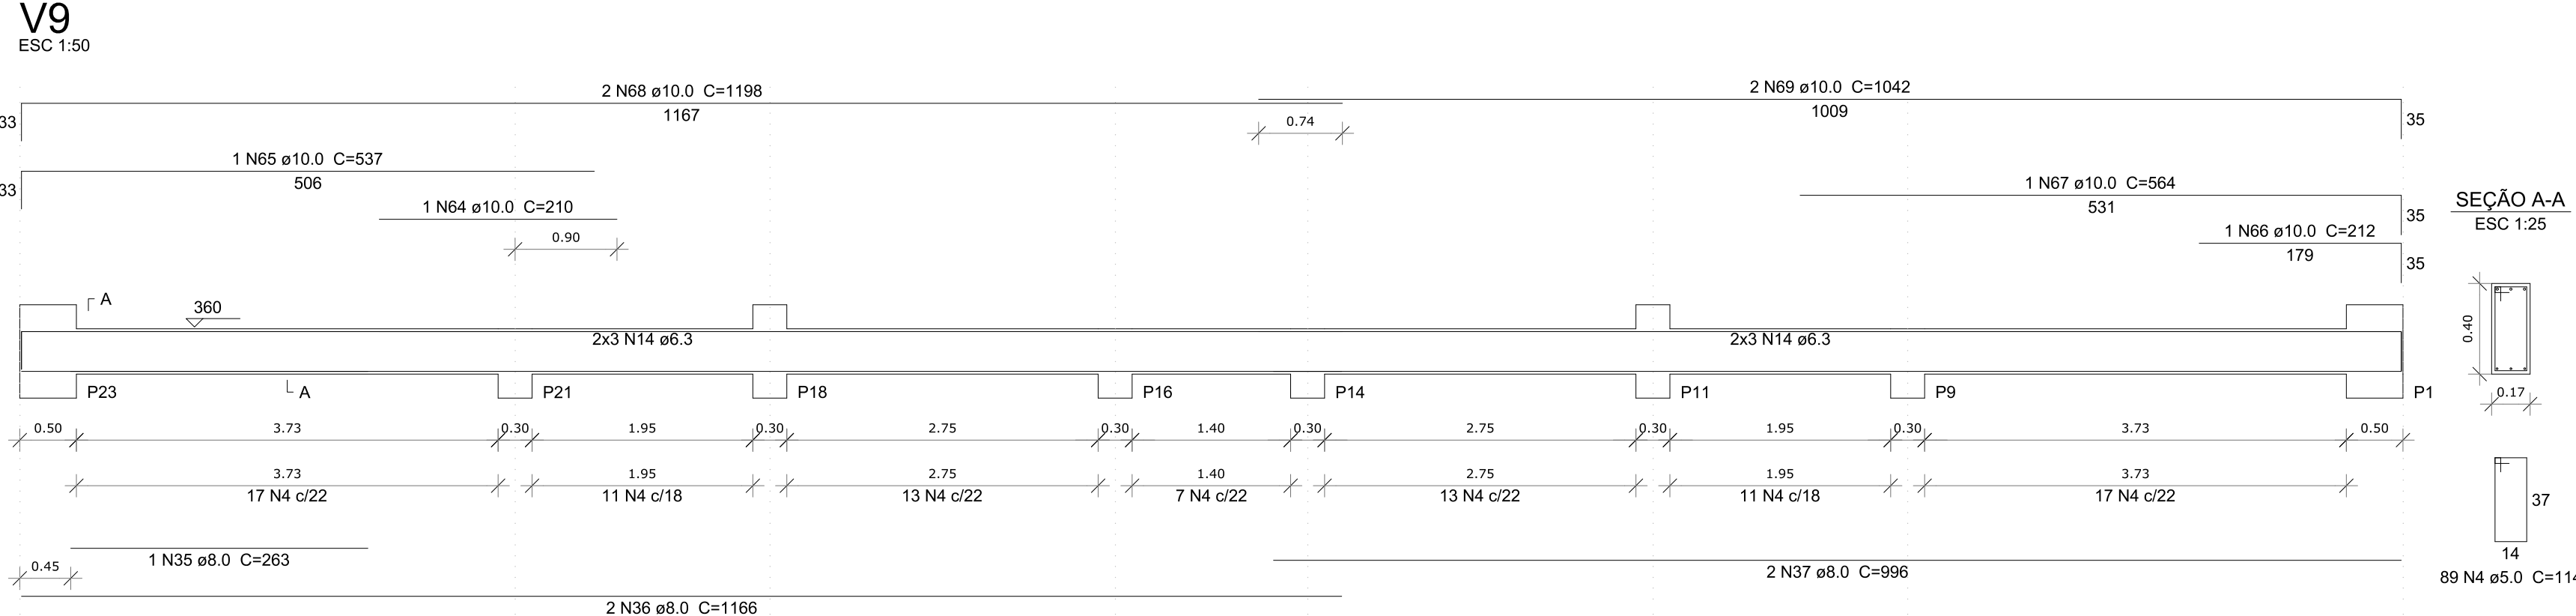 V9
ESC 1:50
2 N68 ø10.0 C=1198
1167
33
2 N69 ø10.0 C=1042
1009
35
0.74
1 N65 ø10.0 C=537
506
33
1 N64 ø10.0 C=210
0.90
1 N67 ø10.0 C=564
531
35
1 N66 ø10.0 C=212
179
35
SEÇÃO A-A
ESC 1:25
A
360
2x3 N14 ø6.3
2x3 N14 ø6.3
0.40
0.17
P23
A
P21
P18
P16
P14
P11
P9
P1
0.50
3.73
0.30
1.95
0.30
2.75
0.30
1.40
0.30
2.75
0.30
1.95
0.30
3.73
0.50
3.73
1.95
2.75
1.40
2.75
1.95
3.73
17 N4 c/22
11 N4 c/18
13 N4 c/22
7 N4 c/22
13 N4 c/22
11 N4 c/18
17 N4 c/22
37
14
89 N4 ø5.0 C=114
1 N35 ø8.0 C=263
0.45
2 N37 ø8.0 C=996
2 N36 ø8.0 C=1166